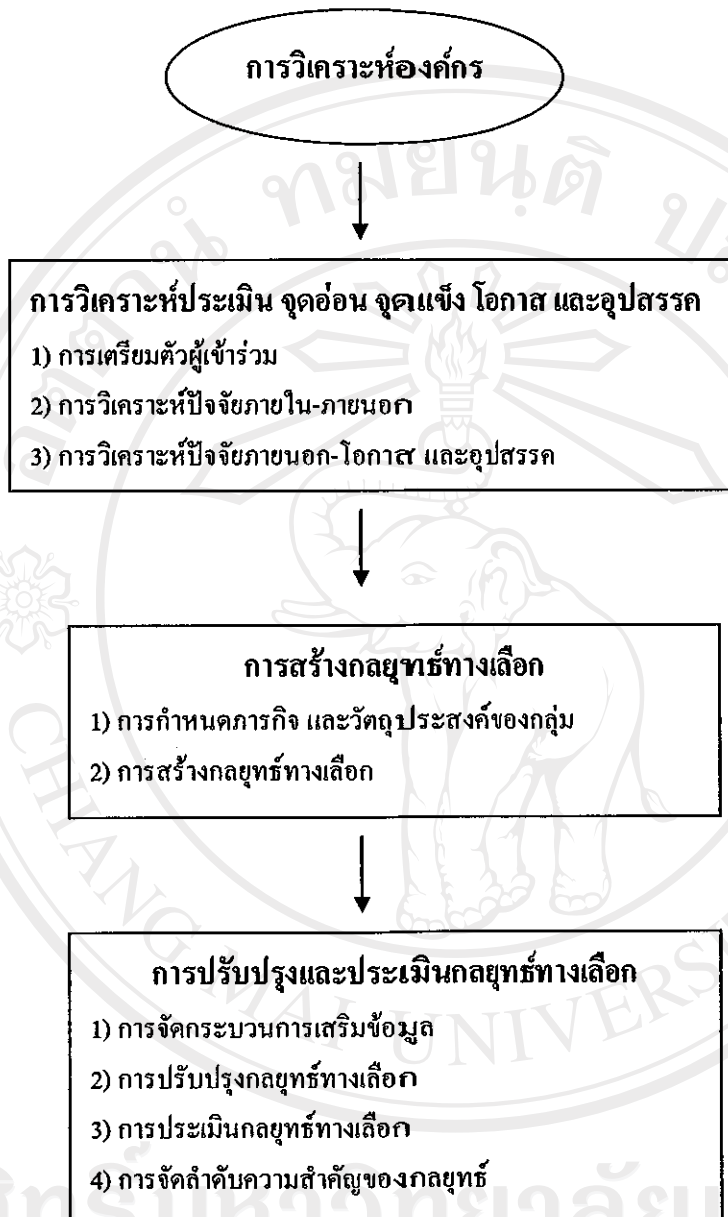 การวิเคราะห์องค์กร
การวิเคราะห์ประเมิน จุดอ่อน จุดแข็ง โอกาส และอุปสรรค
1) การเตรียมตัวผู้เข้าร่วม
2) การวิเคราะห์ปัจจัยภายใน-ภายนอก
3) การวิเคราะห์ปัจจัยภายนอก-โอกาส และอุปสรรค
การสร้างกลยุทธ์ทางเลือก
1) การกำหนดภารกิจ และวัตถุประสงค์ของกลุ่ม
2) การสร้างกลยุทธ์ทางเลือก
การปรับปรุงและประเมินกลยุทธ์ทางเลือก
1) การจัดกระบวนการเสริมข้อมูล
2) การปรับปรุงกลยุทธ์ทางเลือก
3) การประเมินกลยุทธ์ทางเลือก
4) การจัดลำดับความสำคัญของกลยุทธ์
CHIANG MAI UNIVERS